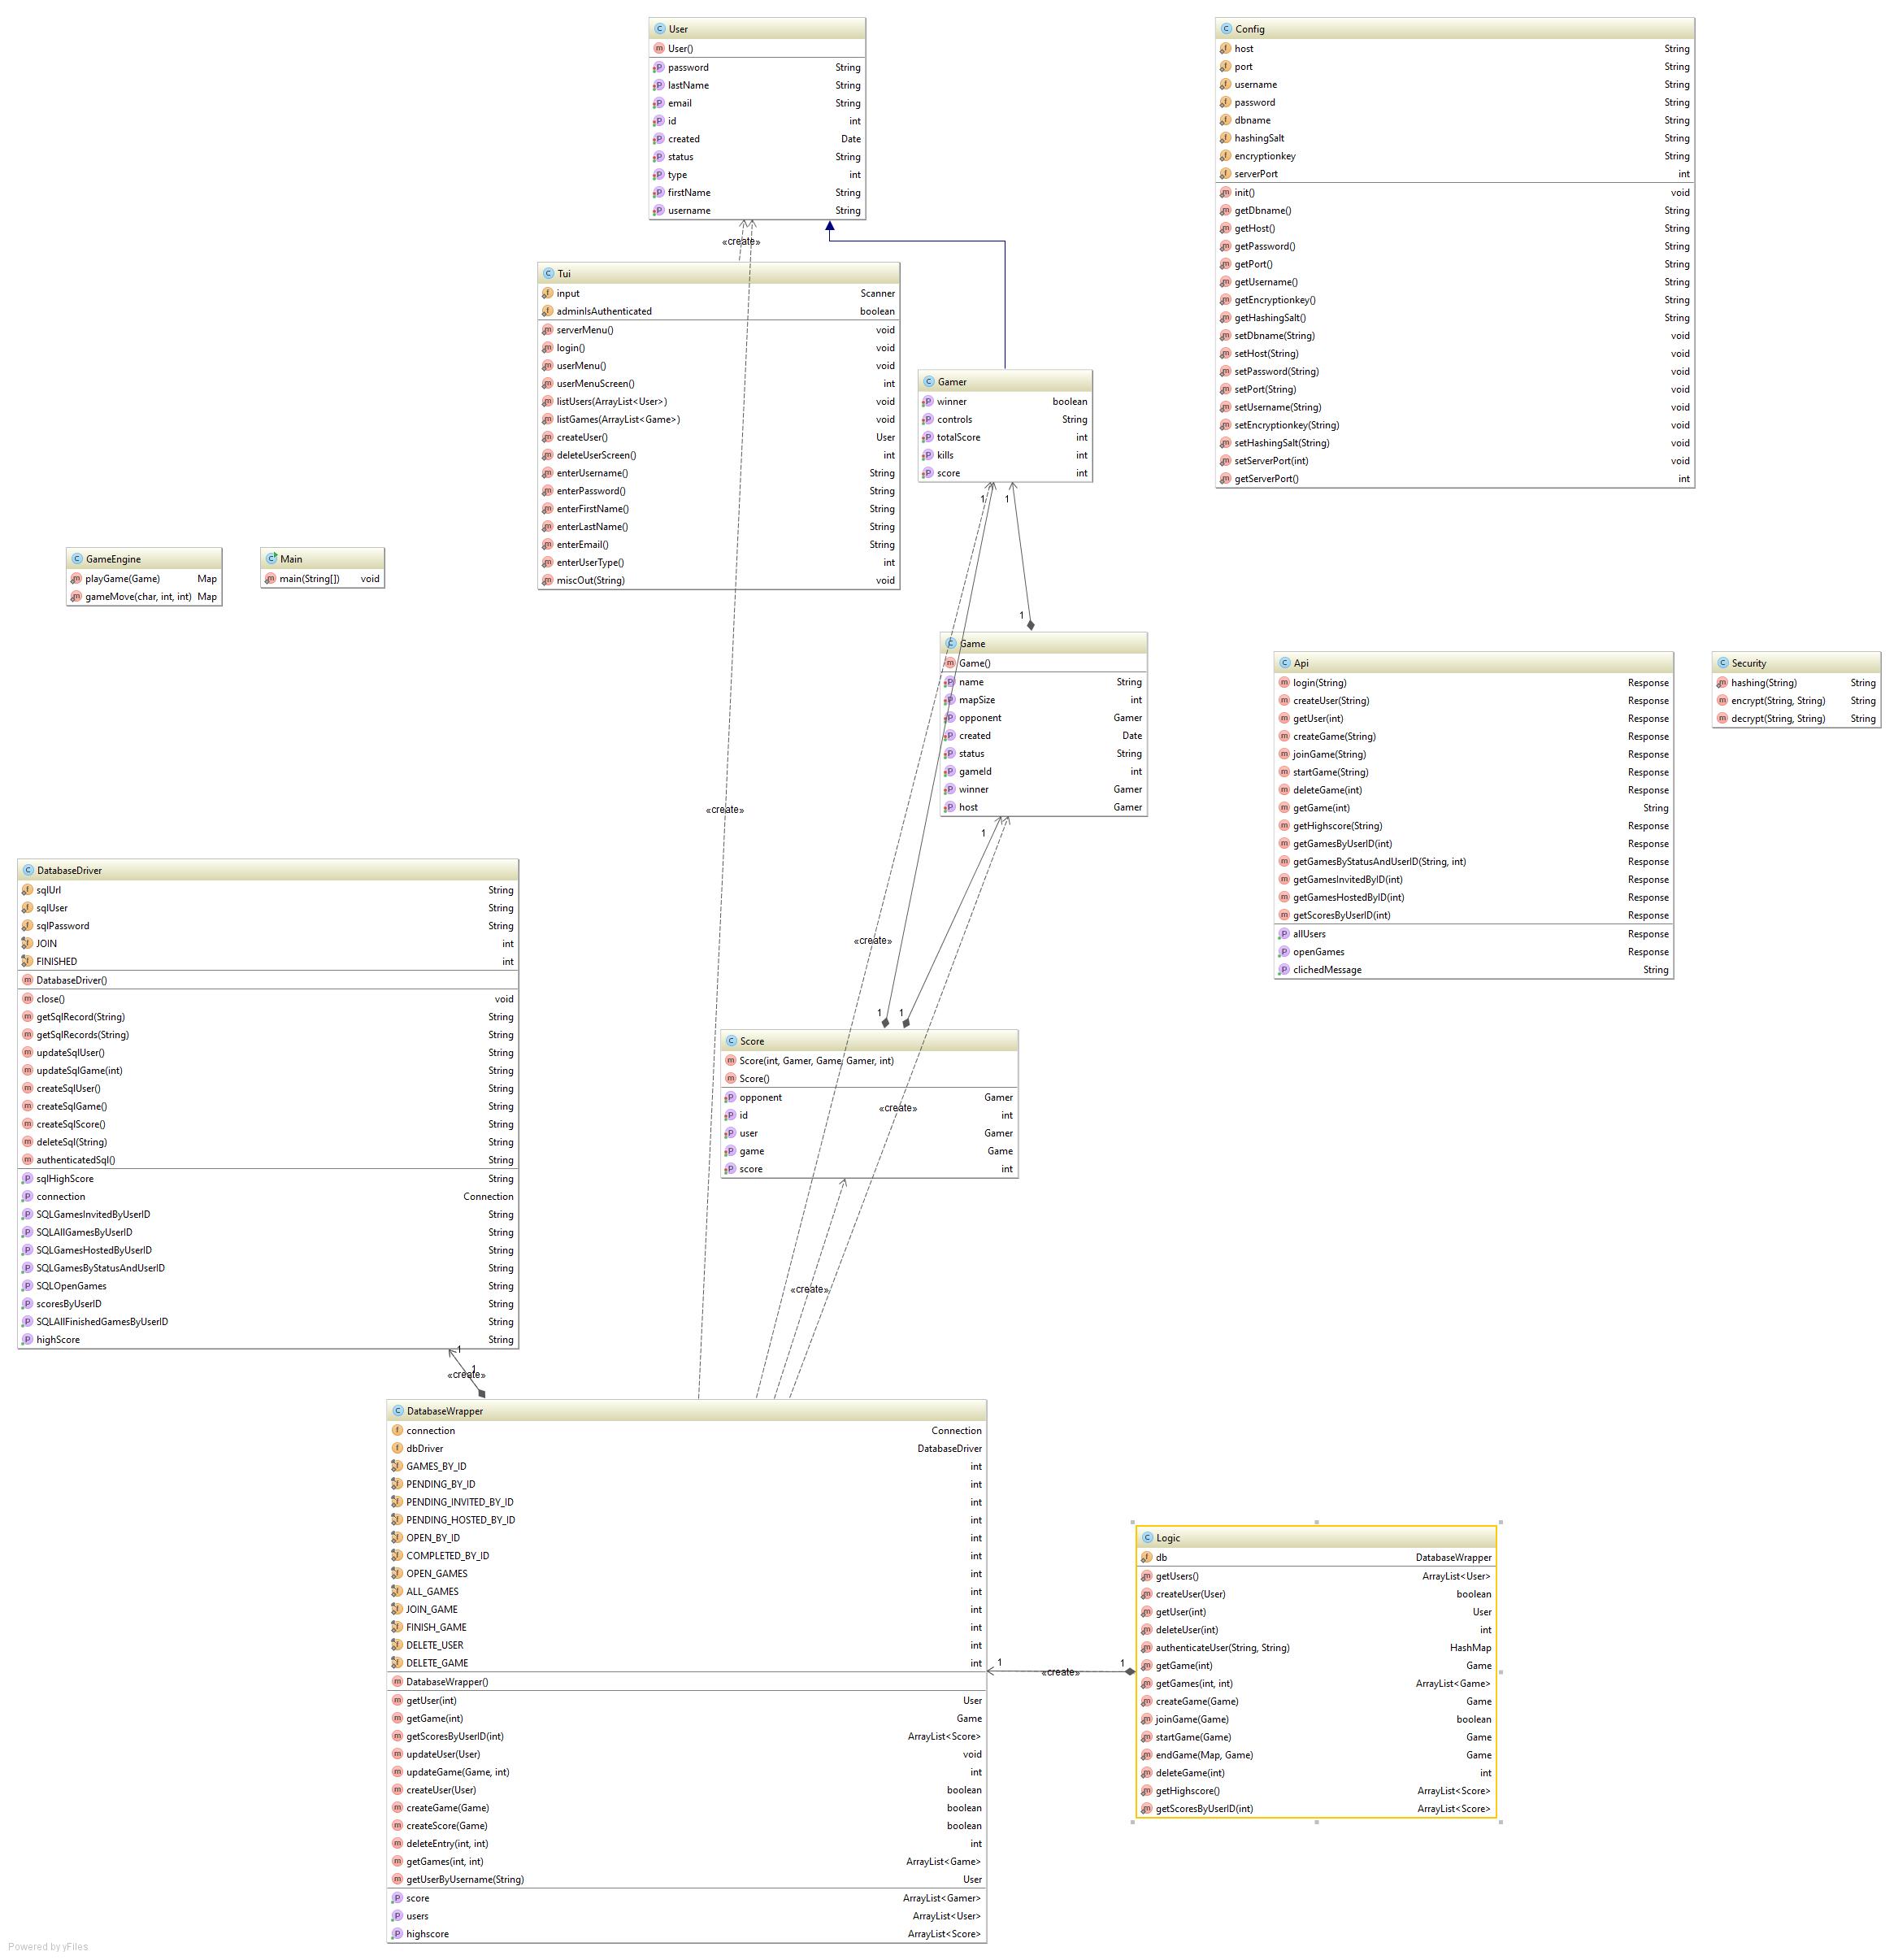 User
User()
password String
lastName String
email String
id int
created Date
status String
type int
firstName String
username String
Config
host String
port String
username String
password String
dbname String
hashingSalt String
encryptionkey String
serverPort int
init() void
getDbname() String
getHost() String
getPassword() String
getPort() String
getUsername() String
getEncryptionkey() String
getHashingSalt() String
setDbname(String) void
setHost(String) void
setPassword(String) void
setPort(String) void
setUsername(String) void
setEncryptionkey(String) void
setHashingSalt(String) void
setServerPort(int) void
getServerPort() int
«create»
Tui
input Scanner
adminIsAuthenticated boolean
serverMenu() void
login() void
userMenu() void
userMenuScreen() int
listUsers(ArrayList<User>) void
listGames(ArrayList<Game>) void
createUser() User
deleteUserScreen() int
enterUsername() String
enterPassword() String
enterFirstName() String
enterLastName() String
enterEmail() String
enterUserType() int
miscOut(String) void
Gamer
winner boolean
controls String
totalScore int
kills int
score int
1 1
GameEngine
playGame(Game) Map
gameMove(char, int, int) Map
Main
main(String[]) void
1
Game
Game()
name String
mapSize int
opponent Gamer
created Date
status String
gameId int
winner Gamer
host Gamer
1
Api
login(String) Response
createUser(String) Response
getUser(int) Response
createGame(String) Response
joinGame(String) Response
startGame(String) Response
deleteGame(int) Response
getGame(int) String
getHighscore(String) Response
getGamesByUserID(int) Response
getGamesByStatusAndUserID(String, int) Response
getGamesInvitedByID(int) Response
getGamesHostedByID(int) Response
getScoresByUserID(int) Response
allUsers Response
openGames Response
clichedMessage String
Security
hashing(String) String
encrypt(String, String) String
decrypt(String, String) String
«create»
«create»
DatabaseDriver
sqlUrl String
sqlUser String
sqlPassword String
JOIN int
FINISHED int
DatabaseDriver()
close() void
getSqlRecord(String) String
getSqlRecords(String) String
updateSqlUser() String
updateSqlGame(int) String
createSqlUser() String
createSqlGame() String
createSqlScore() String
deleteSql(String) String
authenticatedSql() String
sqlHighScore String
connection Connection
SQLGamesInvitedByUserID String
SQLAllGamesByUserID String
SQLGamesHostedByUserID String
SQLGamesByStatusAndUserID String
SQLOpenGames String
scoresByUserID String
SQLAllFinishedGamesByUserID String
highScore String
1 1
Score
Score(int, Gamer, Game, Gamer, int)
Score()
opponent Gamer
id int
user Gamer
game Game
score int
«create»
«create»
1
1
«create»
DatabaseWrapper
connection Connection
dbDriver DatabaseDriver
GAMES_BY_ID int
PENDING_BY_ID int
PENDING_INVITED_BY_ID int
PENDING_HOSTED_BY_ID int
OPEN_BY_ID int
COMPLETED_BY_ID int
OPEN_GAMES int
ALL_GAMES int
JOIN_GAME int
FINISH_GAME int
DELETE_USER int
DELETE_GAME int
DatabaseWrapper()
getUser(int) User
getGame(int) Game
getScoresByUserID(int) ArrayList<Score>
updateUser(User) void
updateGame(Game, int) int
createUser(User) boolean
createGame(Game) boolean
createScore(Game) boolean
deleteEntry(int, int) int
getGames(int, int) ArrayList<Game>
getUserByUsername(String) User
score ArrayList<Gamer>
users ArrayList<User>
highscore ArrayList<Score>
1 «create» 1
Logic
db DatabaseWrapper
getUsers() ArrayList<User>
createUser(User) boolean
getUser(int) User
deleteUser(int) int
authenticateUser(String, String) HashMap
getGame(int) Game
getGames(int, int) ArrayList<Game>
createGame(Game) Game
joinGame(Game) boolean
startGame(Game) Game
endGame(Map, Game) Game
deleteGame(int) int
getHighscore() ArrayList<Score>
getScoresByUserID(int) ArrayList<Score>
Powered by yFiles